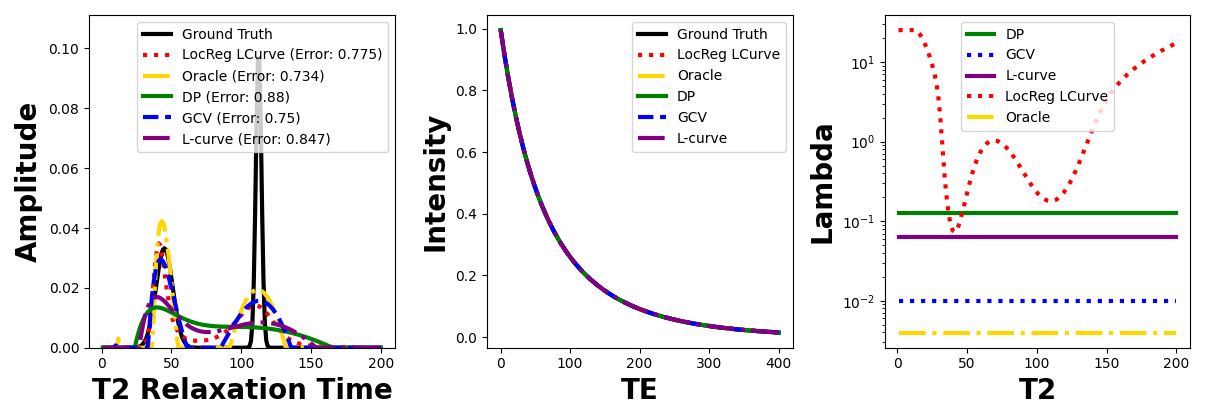 Amplitude
0.10
0.08
0.06
0.04
0.02
0.00
Ground Truth
LocReg LCurve (Error: 0.775)
Oracle (Error: 0.734)
DP (Error: 0.88)
GCV (Error: 0.75)
L-curve (Error: 0.847)
0 50 100 150 200
T2 Relaxation Time
Intensity
1.0
0.8
0.6
0.4
0.2
0.0
Ground Truth
LocReg LCurve
Oracle
DP
GCV
L-curve
0 100 200 300 400
TE
Lambda
10¹
10⁰
10⁻¹
10⁻²
DP
GCV
L-curve
LocReg LCurve
Oracle
0 50 100 150 200
T2